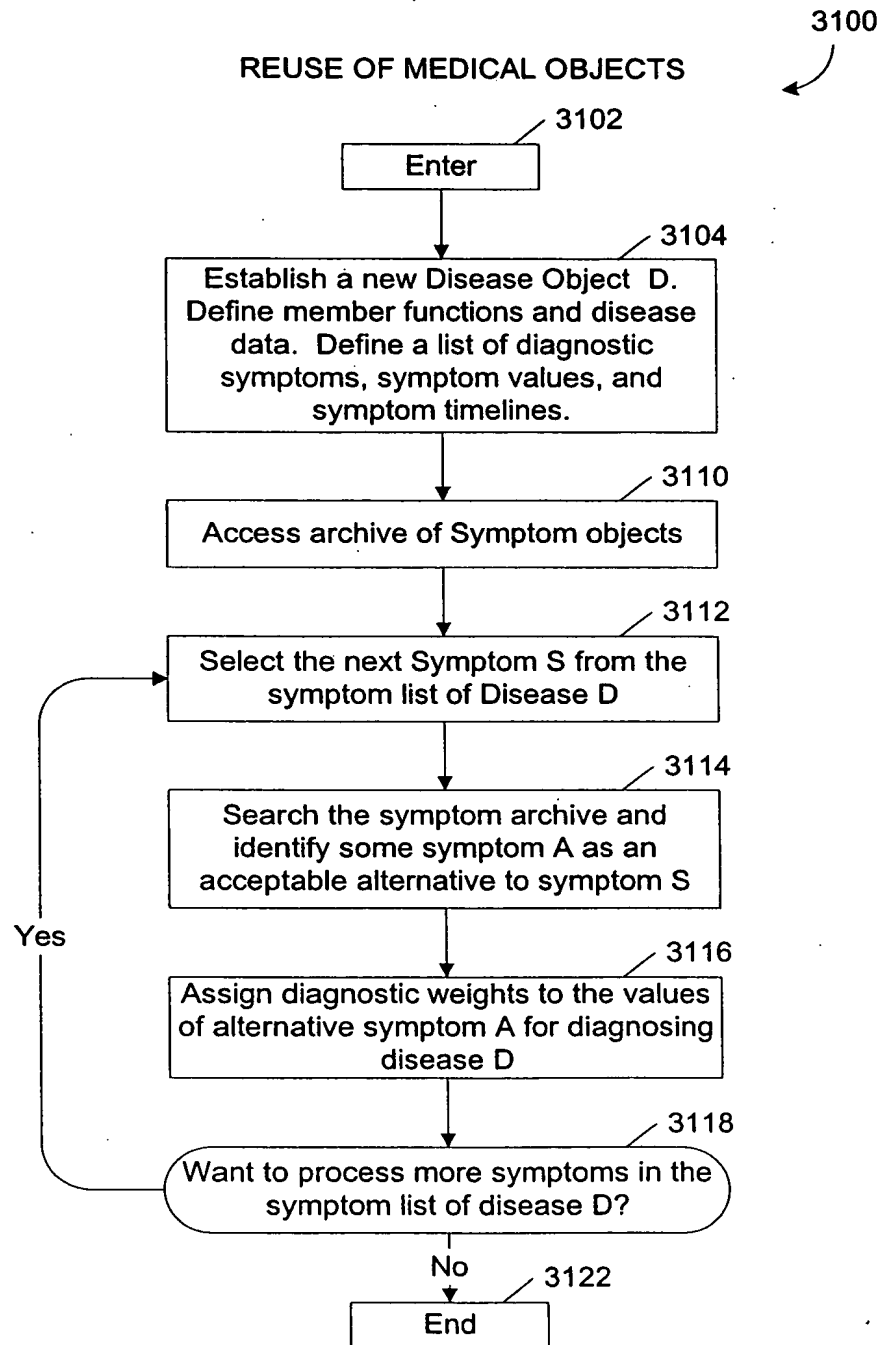 3100
REUSE OF MEDICAL OBJECTS
3102
Enter
3104
Establish a new Disease Object D.
Define member functions and disease
data. Define a list of diagnostic
symptoms, symptom values, and
symptom timelines.
3110
Access archive of Symptom objects
3112
Select the next Symptom S from the
symptom list of Disease D
3114
Search the symptom archive and
identify some symptom A as an
acceptable alternative to symptom S
Yes
3116
Assign diagnostic weights to the values
of alternative symptom A for diagnosing
disease D
3118
Want to process more symptoms in the
symptom list of disease D?
No
3122
End